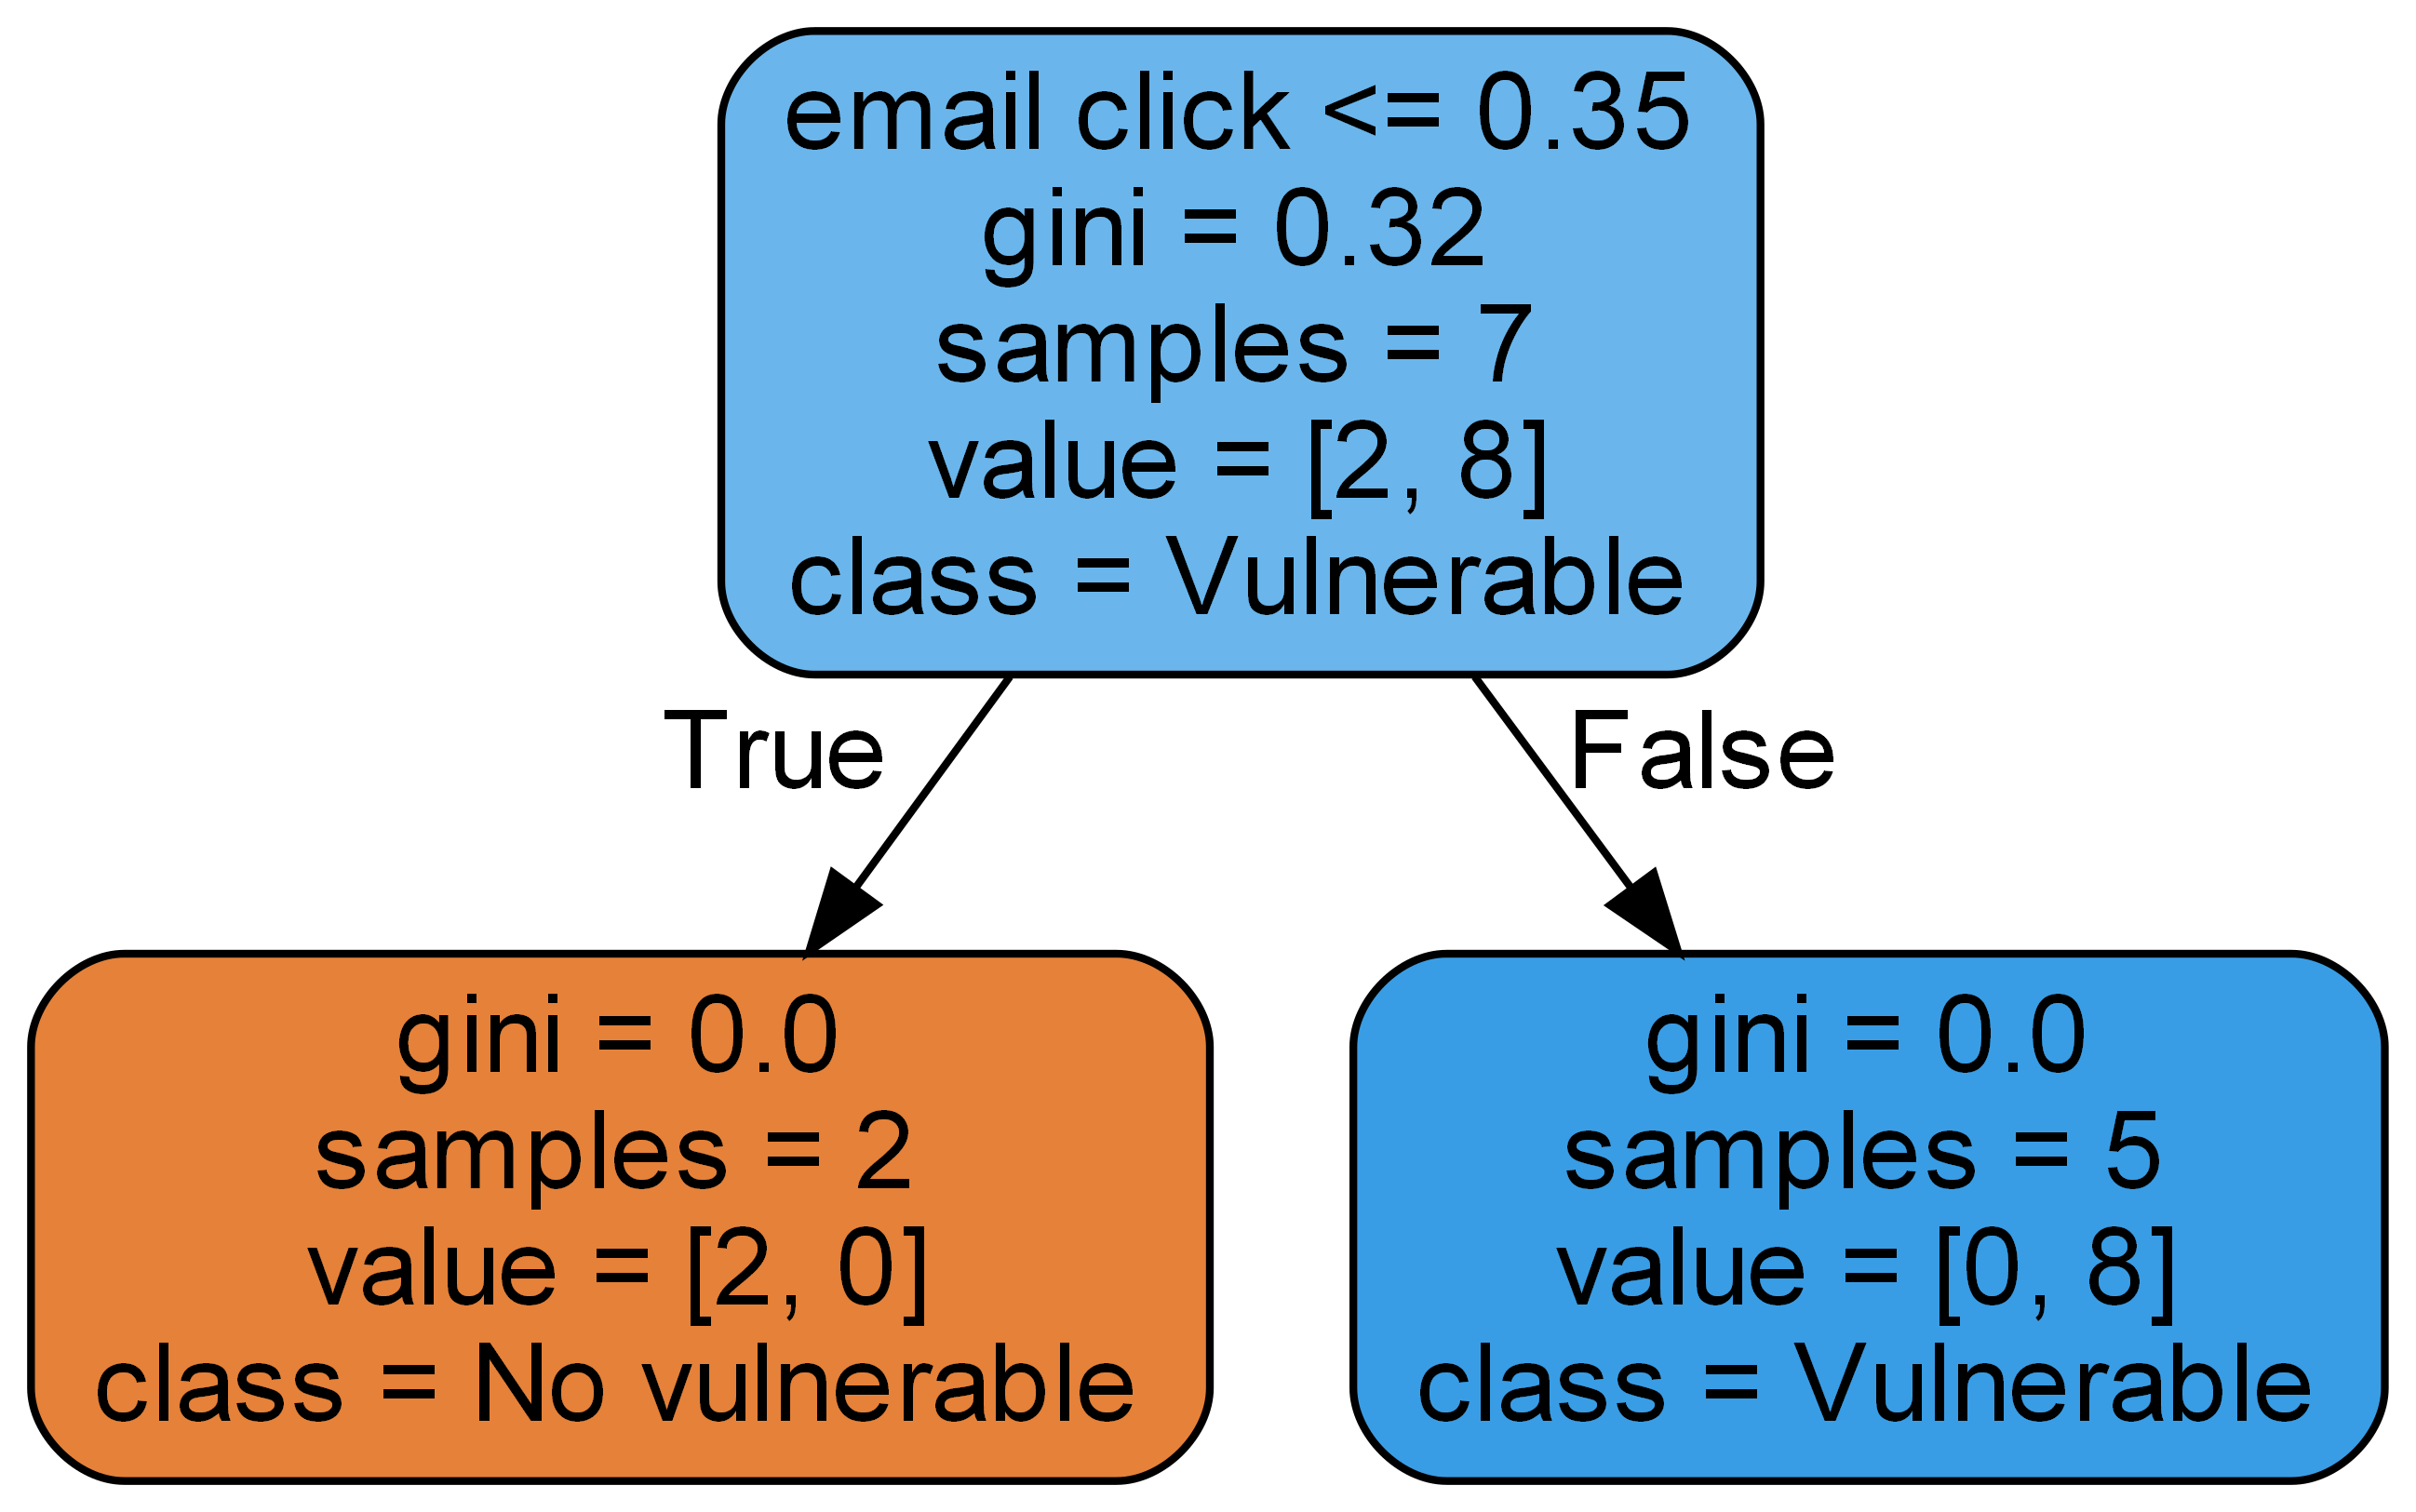 email click <= 0.35
gini = 0.32
samples = 7
value = [2, 8]
class = Vulnerable
True
False
gini = 0.0
samples = 2
value = [2, 0]
class = No vulnerable
gini = 0.0
samples = 5
value = [0, 8]
class = Vulnerable